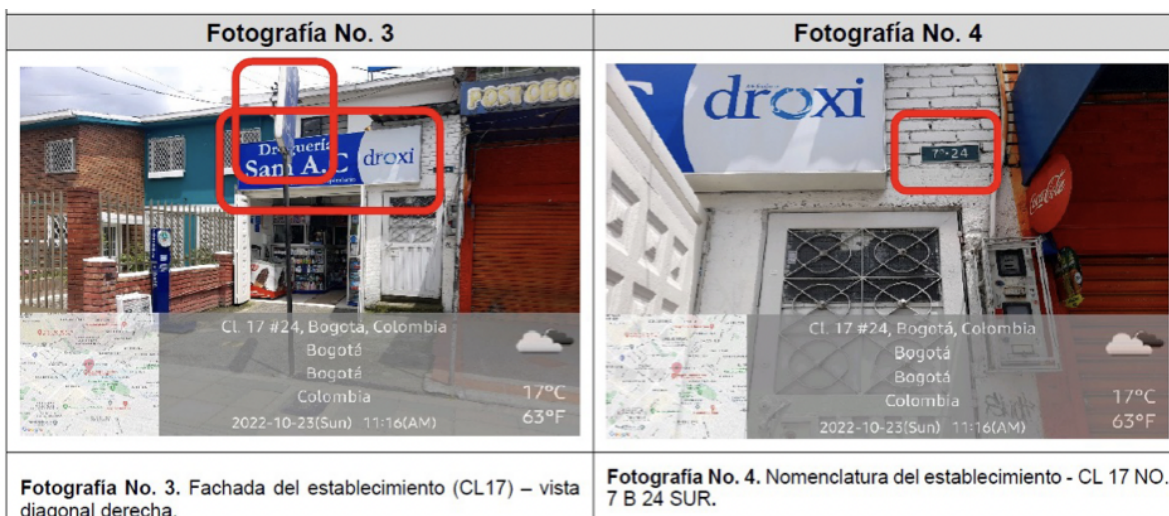 Fotografía No. 3
Fotografía No. 4
Droguería
Sam A.C
droxi
POSTOBON
Cl. 17 #24, Bogotá, Colombia
Bogotá
Bogotá
Colombia
2022-10-23(Sun) 11:16(AM)
17°C
63°F
droxi
24
Coca-Cola
Cl. 17 #24, Bogotá, Colombia
Bogotá
Bogotá
Colombia
2022-10-23(Sun) 11:16(AM)
17°C
63°F
Fotografía No. 3. Fachada del establecimiento (CL17) – vista
diagonal derecha.
Fotografía No. 4. Nomenclatura del establecimiento - CL 17 NO.
7 B 24 SUR.